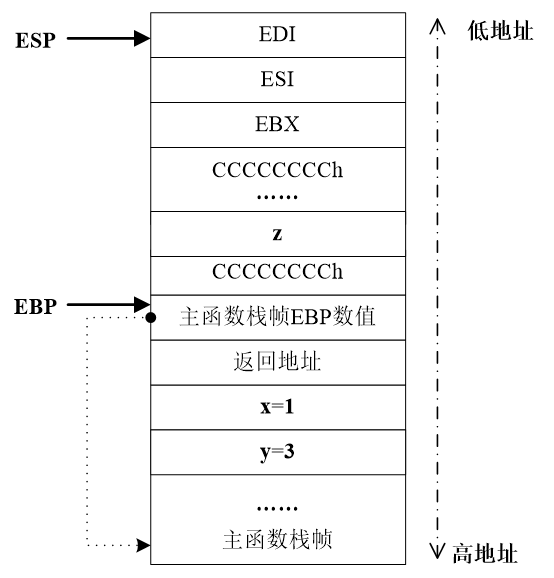 ESP
EDI
低地址
ESI
EBX
CCCCCCCCh
……
z
CCCCCCCCh
EBP
主函数栈帧EBP数值
返回地址
x=1
y=3
……
主函数栈帧
高地址